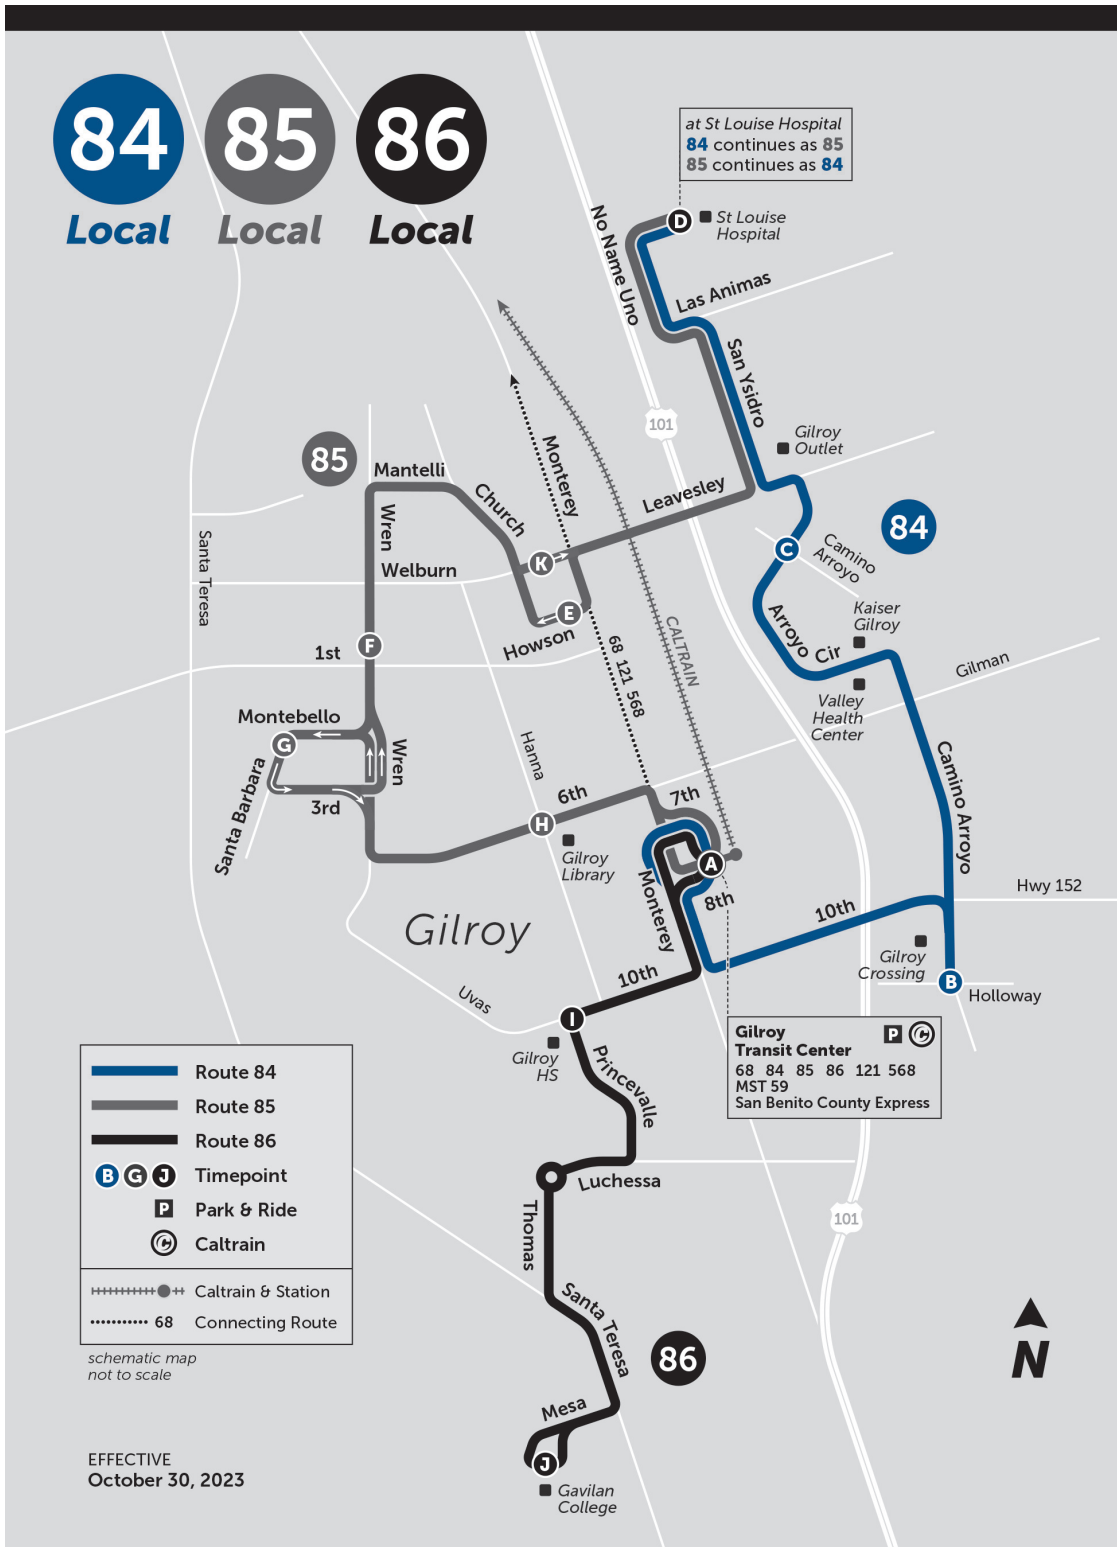 84
Local
85
Local
86
Local
at St Louise Hospital
84 continues as 85
85 continues as 84
D
St Louise
Hospital
No Name Uno
Las Animas
San Ysidro
101
Gilroy
Outlet
85
Mantelli
Church
Monterey
Leavesley
84
Wren
Santa Teresa
Welburn
K
C
Camino
Arroyo
E
Howson
Kaiser
Gilroy
Arroyo Cir
1st
F
68 121 568
CALTRAIN
Gilman
Valley
Health
Center
Montebello
G
Wren
Hanna
Santa Barbara
3rd
6th
7th
Camino Arroyo
H
Gilroy
Library
A
Monterey
8th
Hwy 152
10th
Gilroy
Gilroy
Crossing
B
Holloway
10th
Uvas
I
Gilroy
HS
Princevalle
Gilroy
Transit Center
P C
68 84 85 86 121 568
MST 59
San Benito County Express
Luchessa
Thomas
101
Santa Teresa
86
Mesa
J
Gavilan
College
N
Route 84
Route 85
Route 86
B G J Timepoint
P Park & Ride
C Caltrain
Caltrain & Station
68 Connecting Route
schematic map
not to scale
EFFECTIVE
October 30, 2023